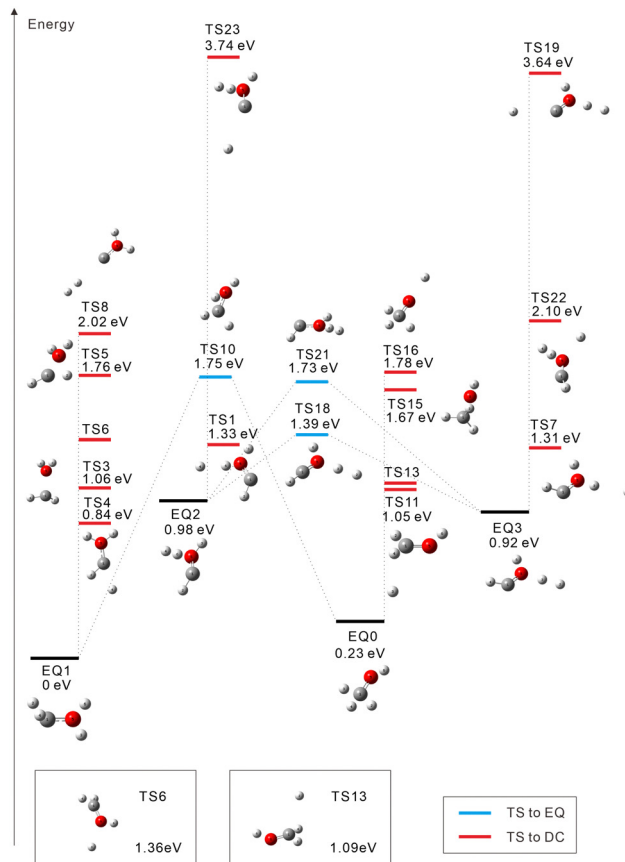 Energy
TS23
3.74 eV
TS19
3.64 eV
TS8
2.02 eV
TS5
1.76 eV
TS6
TS3
1.06 eV
TS4
0.84 eV
TS10
1.75 eV
TS21
1.73 eV
TS18
1.39 eV
TS1
1.33 eV
TS16
1.78 eV
TS15
1.67 eV
TS13
TS11
1.05 eV
TS22
2.10 eV
TS7
1.31 eV
EQ2
0.98 eV
EQ3
0.92 eV
EQ0
0.23 eV
EQ1
0 eV
TS6
1.36eV
TS13
1.09eV
TS to EQ
TS to DC